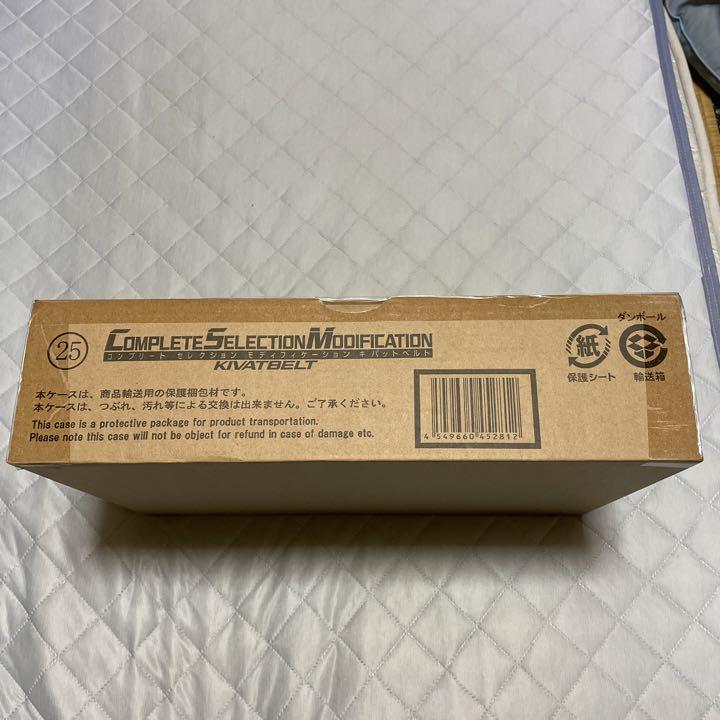 25
COMPLETE SELECTION MODIFICATION
コンプリート セレクション モディフィケーション キバットベルト
KIVATBELT
本ケースは、商品輸送用の保護梱包材です。
本ケースは、つぶれ、汚れ等による交換は出来ません。ご了承ください。
This case is a protective package for product transportation.
Please note this case will not be object for refund in case of damage etc.
4 549660 452812
紙
保護シート
ダンボール
輸送箱